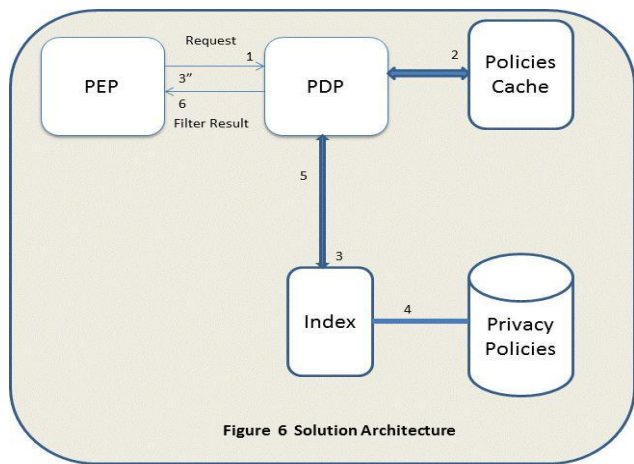 Request
1
2
Policies
Cache
PEP
3”
PDP
6
Filter Result
5
3
Index
4
Privacy
Policies
Figure 6 Solution Architecture